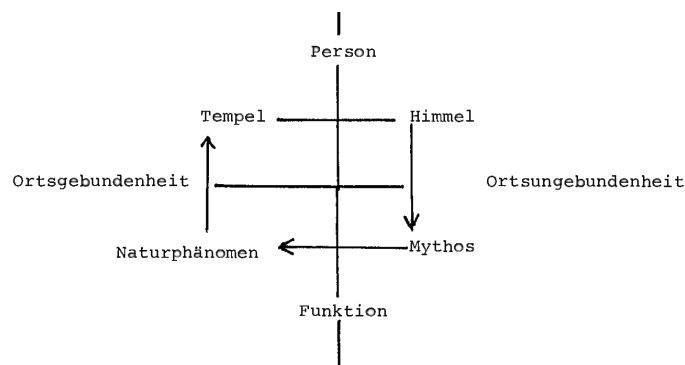 Person
Tempel Himmel
Ortsgebundenheit Ortsungebundenheit
Naturphänomen Mythos
Funktion